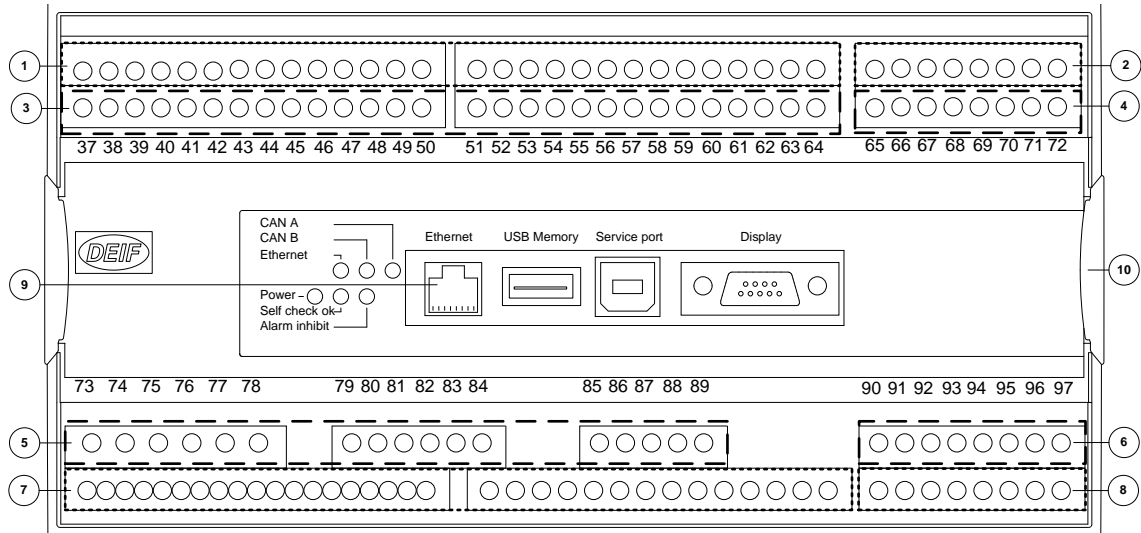 1
2
3
4
37 38 39 40 41 42 43 44 45 46 47 48 49 50 51 52 53 54 55 56 57 58 59 60 61 62 63 64 65 66 67 68 69 70 71 72
CAN A
CAN B
Ethernet
Ethernet USB Memory Service port Display
DEIF
9
10
Power
Self check ok
Alarm inhibit
73 74 75 76 77 78 79 80 81 82 83 84 85 86 87 88 89 90 91 92 93 94 95 96 97
5
6
7
8